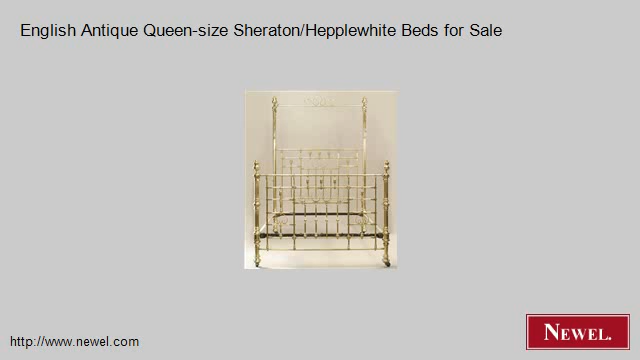 English Antique Queen-size Sheraton/Hepplewhite Beds for Sale
http://www.newel.com
NEWEL.